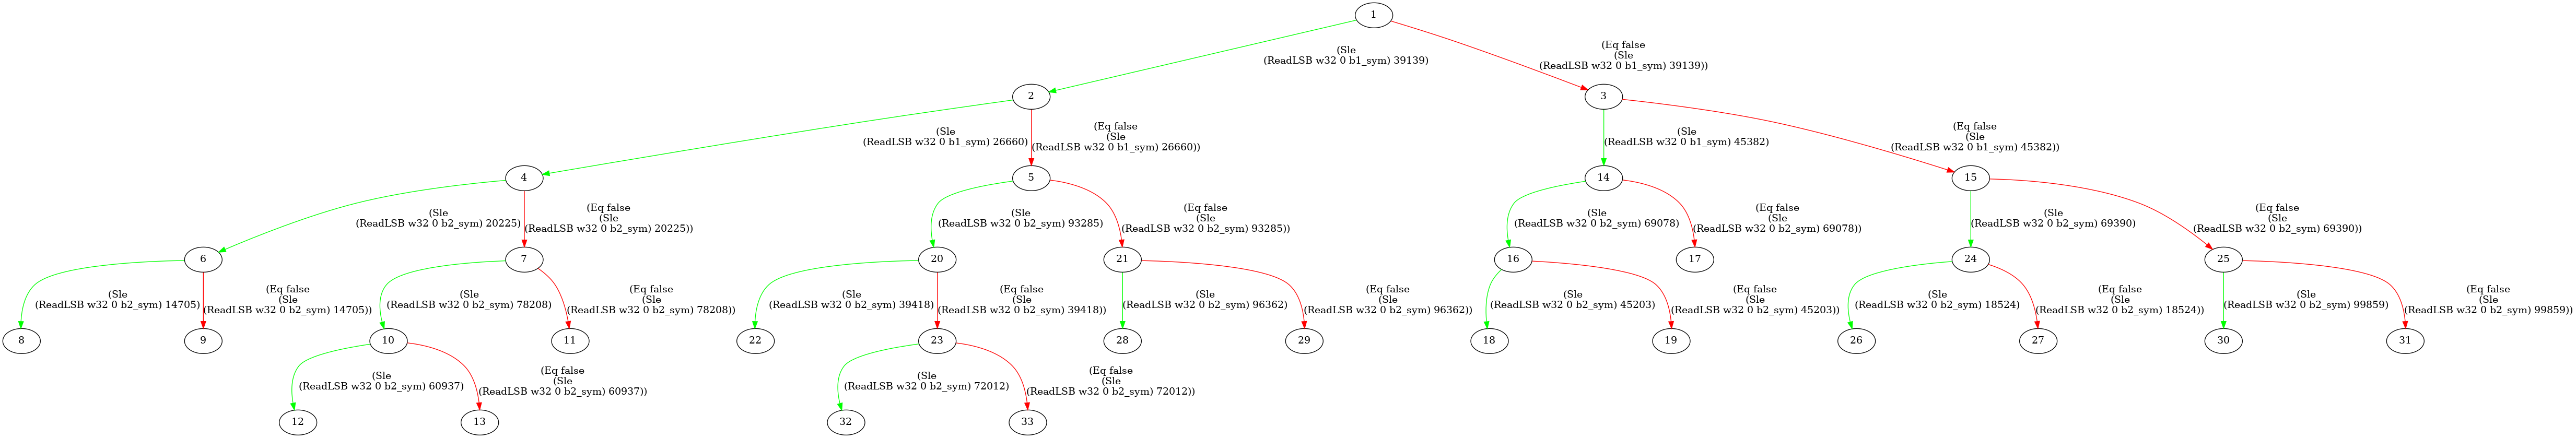 1
(Sle
(ReadLSB w32 0 b1_sym) 39139)
(Eq false
(Sle
(ReadLSB w32 0 b1_sym) 39139))
2
3
(Sle
(ReadLSB w32 0 b1_sym) 26660)
(Eq false
(Sle
(ReadLSB w32 0 b1_sym) 26660))
(Sle
(ReadLSB w32 0 b1_sym) 45382)
(Eq false
(Sle
(ReadLSB w32 0 b1_sym) 45382))
4
5
14
15
(Sle
(ReadLSB w32 0 b2_sym) 20225)
(Eq false
(Sle
(ReadLSB w32 0 b2_sym) 20225))
(Sle
(ReadLSB w32 0 b2_sym) 93285)
(Eq false
(Sle
(ReadLSB w32 0 b2_sym) 93285))
(Sle
(ReadLSB w32 0 b2_sym) 69078)
(Eq false
(Sle
(ReadLSB w32 0 b2_sym) 69078))
(Sle
(ReadLSB w32 0 b2_sym) 69390)
(Eq false
(Sle
(ReadLSB w32 0 b2_sym) 69390))
6
7
20
21
16
17
24
25
(Sle
(ReadLSB w32 0 b2_sym) 14705)
(Eq false
(Sle
(ReadLSB w32 0 b2_sym) 14705))
(Sle
(ReadLSB w32 0 b2_sym) 78208)
(Eq false
(Sle
(ReadLSB w32 0 b2_sym) 78208))
(Sle
(ReadLSB w32 0 b2_sym) 39418)
(Eq false
(Sle
(ReadLSB w32 0 b2_sym) 39418))
(Sle
(ReadLSB w32 0 b2_sym) 96362)
(Eq false
(Sle
(ReadLSB w32 0 b2_sym) 96362))
(Sle
(ReadLSB w32 0 b2_sym) 45203)
(Eq false
(Sle
(ReadLSB w32 0 b2_sym) 45203))
(Sle
(ReadLSB w32 0 b2_sym) 18524)
(Eq false
(Sle
(ReadLSB w32 0 b2_sym) 18524))
(Sle
(ReadLSB w32 0 b2_sym) 99859)
(Eq false
(Sle
(ReadLSB w32 0 b2_sym) 99859))
8
9
10
11
22
23
28
29
18
19
26
27
30
31
(Sle
(ReadLSB w32 0 b2_sym) 60937)
(Eq false
(Sle
(ReadLSB w32 0 b2_sym) 60937))
(Sle
(ReadLSB w32 0 b2_sym) 72012)
(Eq false
(Sle
(ReadLSB w32 0 b2_sym) 72012))
12
13
32
33